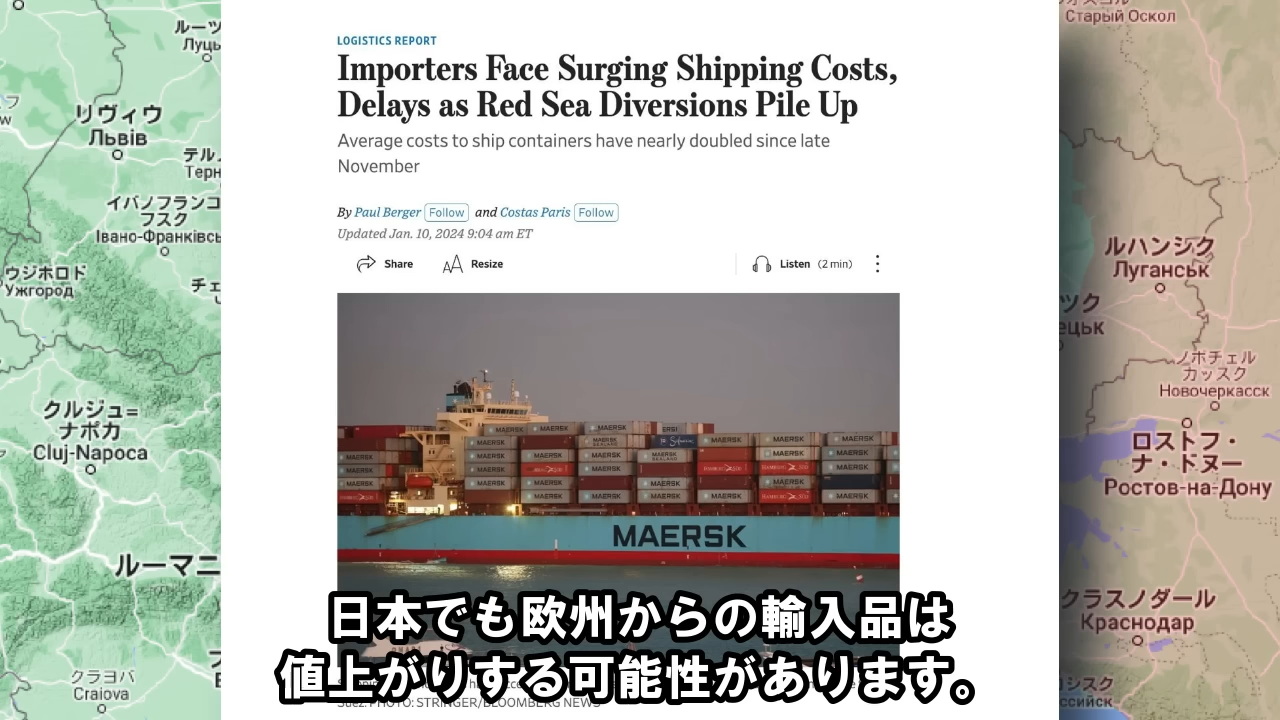 LOGISTICS REPORT
Importers Face Surging Shipping Costs,
Delays as Red Sea Diversions Pile Up
Average costs to ship containers have nearly doubled since late
November
By Paul Berger Follow and Costas Paris Follow
Updated Jan. 10, 2024 9:04 am ET
Share Resize Listen (2 min)
MAERSK
日本でも欧州からの輸入品は
値上がりする可能性があります。
Suez. PHOTO: STRINGER/BLOOMBERG NEWS
ルーツ
Луць
リヴィウ
Львів
テル
Терн
イバノフランコ
フスク
Івано-Франківсь
ウジホロド
Ужгород
チェ
クルジュ=
ナポカ
Cluj-Napoca
ルーマニ
クラヨバ
Craiova
Старый Оскол
ルハンシク
Луганськ
ツク
ецьк
ノボチェル
カッスク
Новочеркасск
ロストフ・
ナ・ドヌー
Ростов-на-Дону
クラスノダール
Краснодар